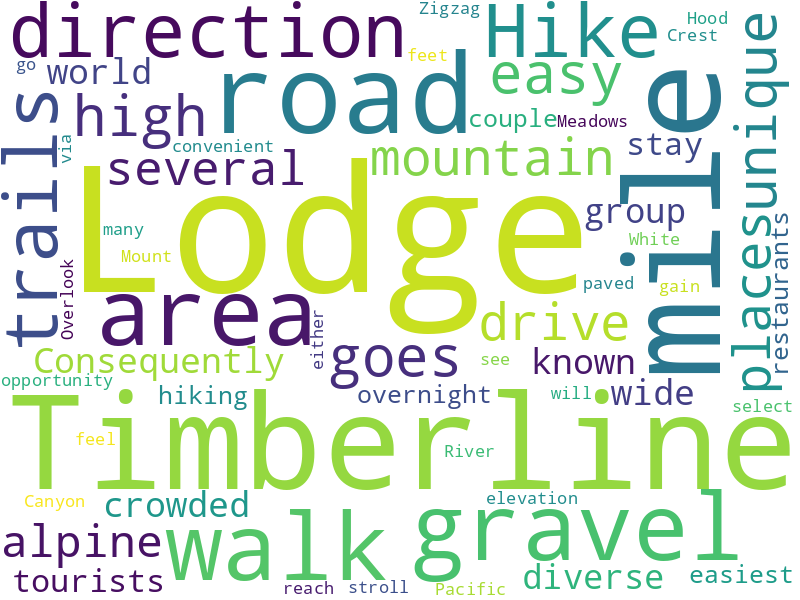 Zigzag
Hood
direction
Hike
Crest
feet
go
world
road
easy
unique
mile
high
couple
Meadows
trails
via
convenient
several
mountain
stay
Lodge
group
places
restaurants
many
White
Mount
Overlook
paved
gain
area
either
drive
goes
Consequently
see
known
opportunity
hiking
overnight
will
wide
select
Timberline
feel
River
Canyon
crowded
elevation
gravel
walk
alpine
tourists
reach
stroll
Pacific
diverse
easiest